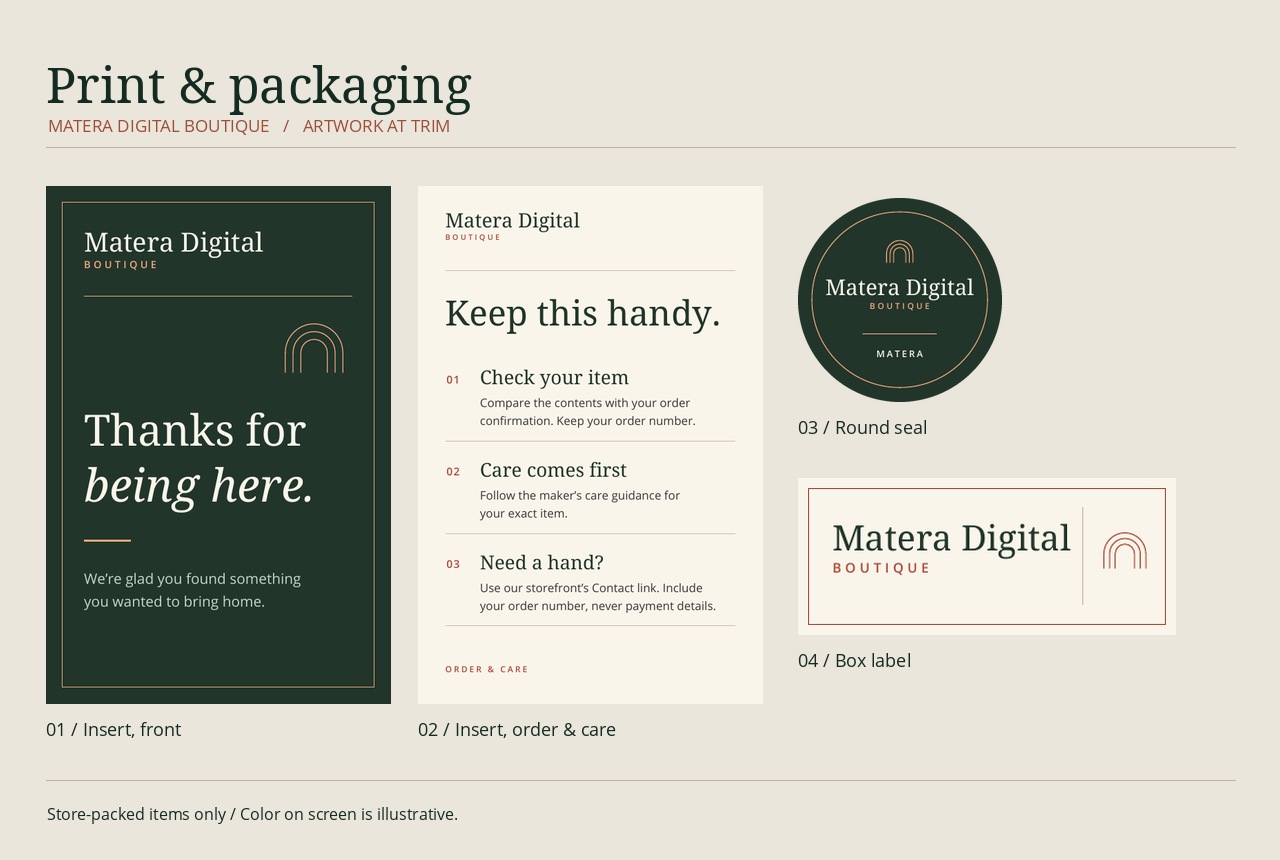 Print & packaging
MATERA DIGITAL BOUTIQUE / ARTWORK AT TRIM
Matera Digital
BOUTIQUE
Thanks for
being here.
We’re glad you found something
you wanted to bring home.
01 / Insert, front
Matera Digital
BOUTIQUE
Keep this handy.
01 Check your item
Compare the contents with your order
confirmation. Keep your order number.
02 Care comes first
Follow the maker’s care guidance for
your exact item.
03 Need a hand?
Use our storefront’s Contact link. Include
your order number, never payment details.
ORDER & CARE
02 / Insert, order & care
Matera Digital
BOUTIQUE
MATERA
03 / Round seal
Matera Digital
BOUTIQUE
04 / Box label
Store-packed items only / Color on screen is illustrative.